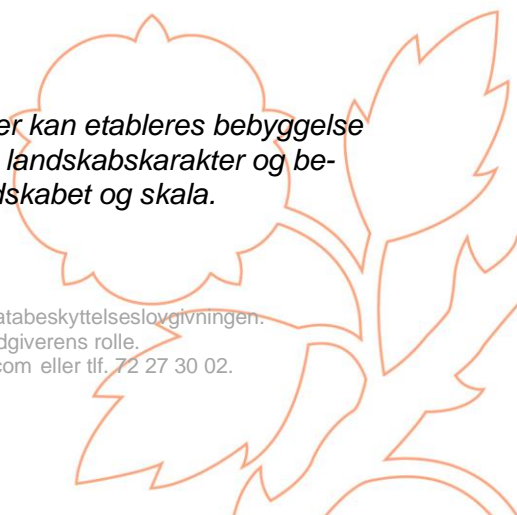 er kan etableres bebyggelse
landskabskarakter og be-
dskabet og skala.
atabeskyttelseslovgivningen.
dgiverens rolle.
com eller tlf. 72 27 30 02.